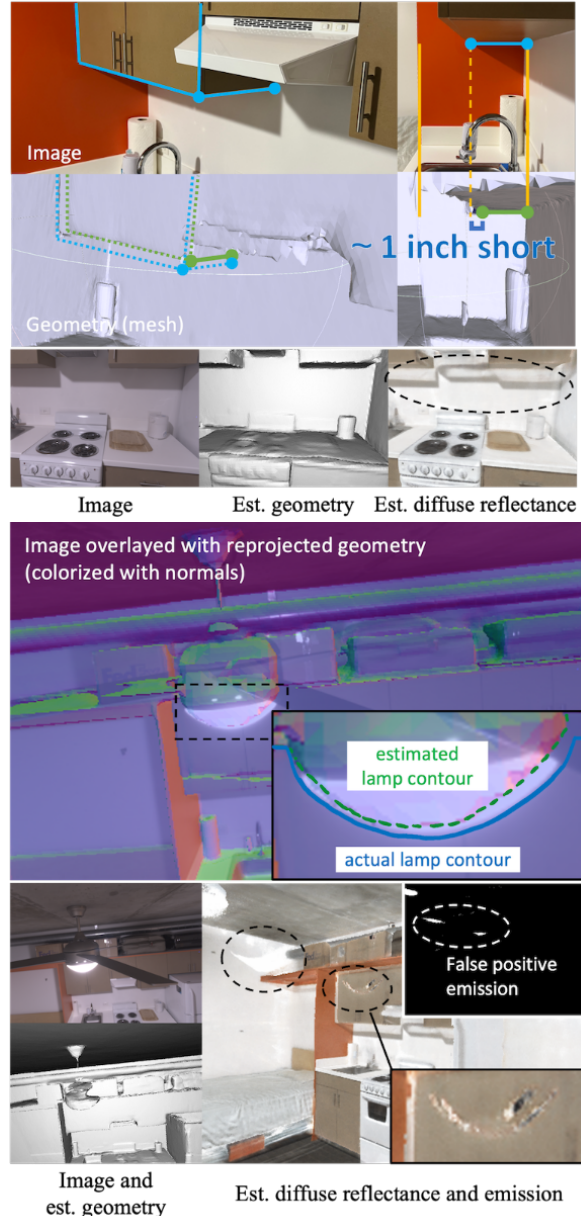 Image
~ 1 inch short
Geometry (mesh)
Image
Est. geometry
Est. diffuse reflectance
Image overlayed with reprojected geometry
(colorized with normals)
estimated
lamp contour
actual lamp contour
False positive
emission
Image and
est. geometry
Est. diffuse reflectance and emission